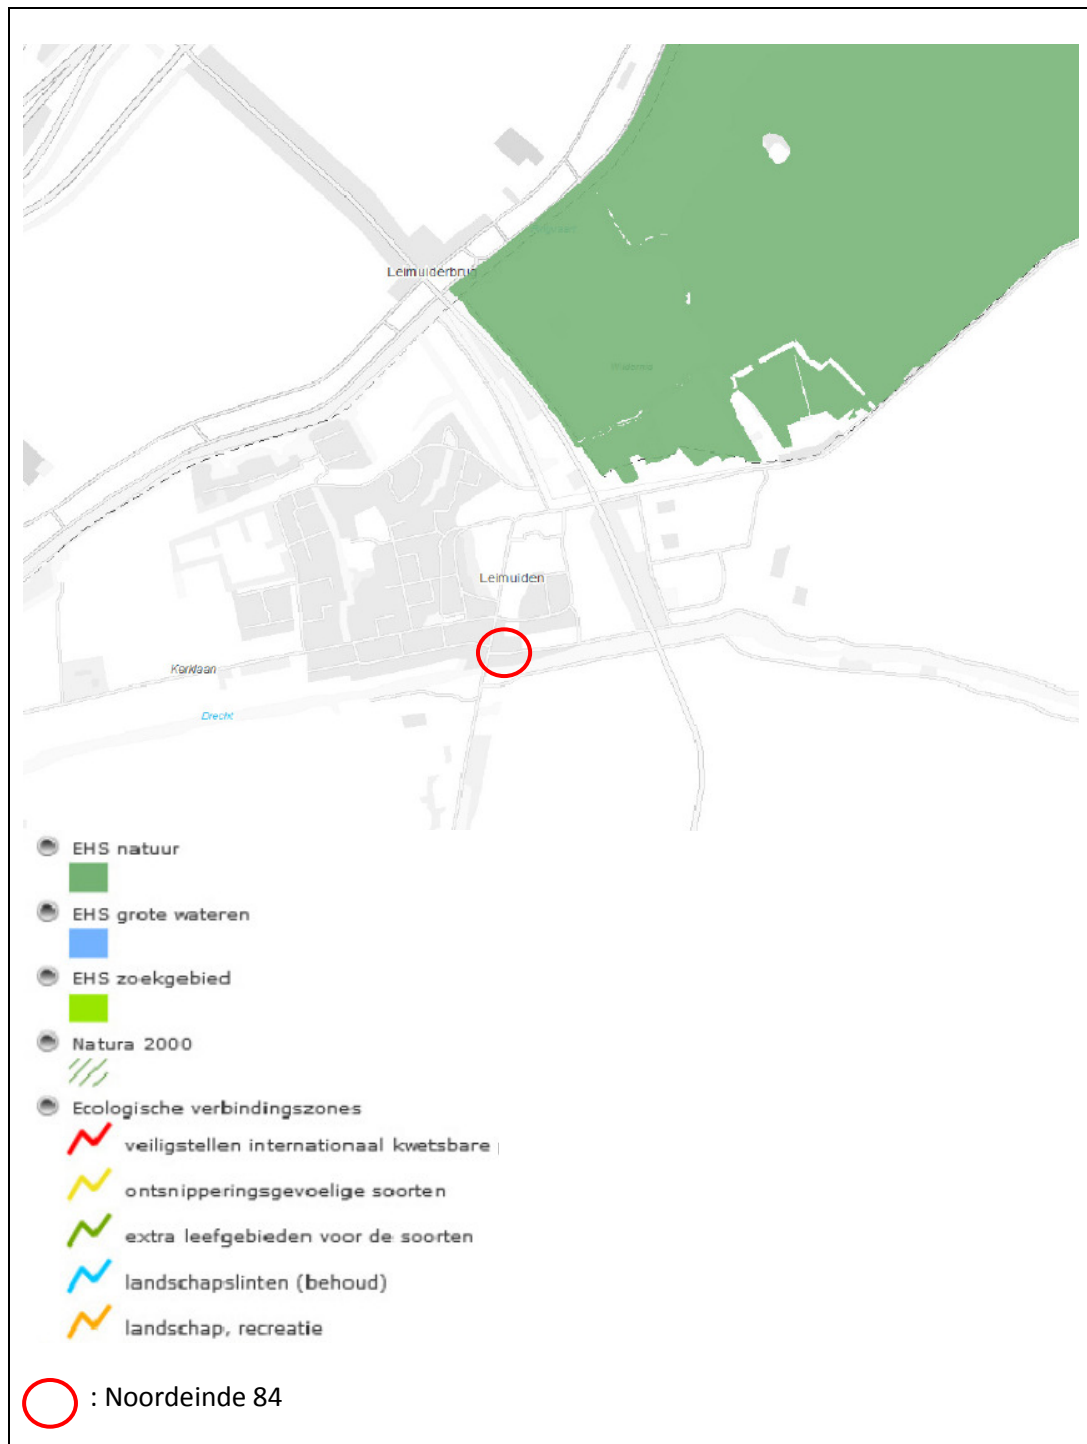 Leimuiderbrug
Leimuiden
Kerklaan
Drecht
EHS natuur
EHS grote wateren
EHS zoekgebied
Natura 2000
Ecologische verbindingszones
veiligstellen internationaal kwetsbare
ontsnipperingsgevoelige soorten
extra leefgebieden voor de soorten
landschapslinten (behoud)
landschap, recreatie
: Noordeinde 84